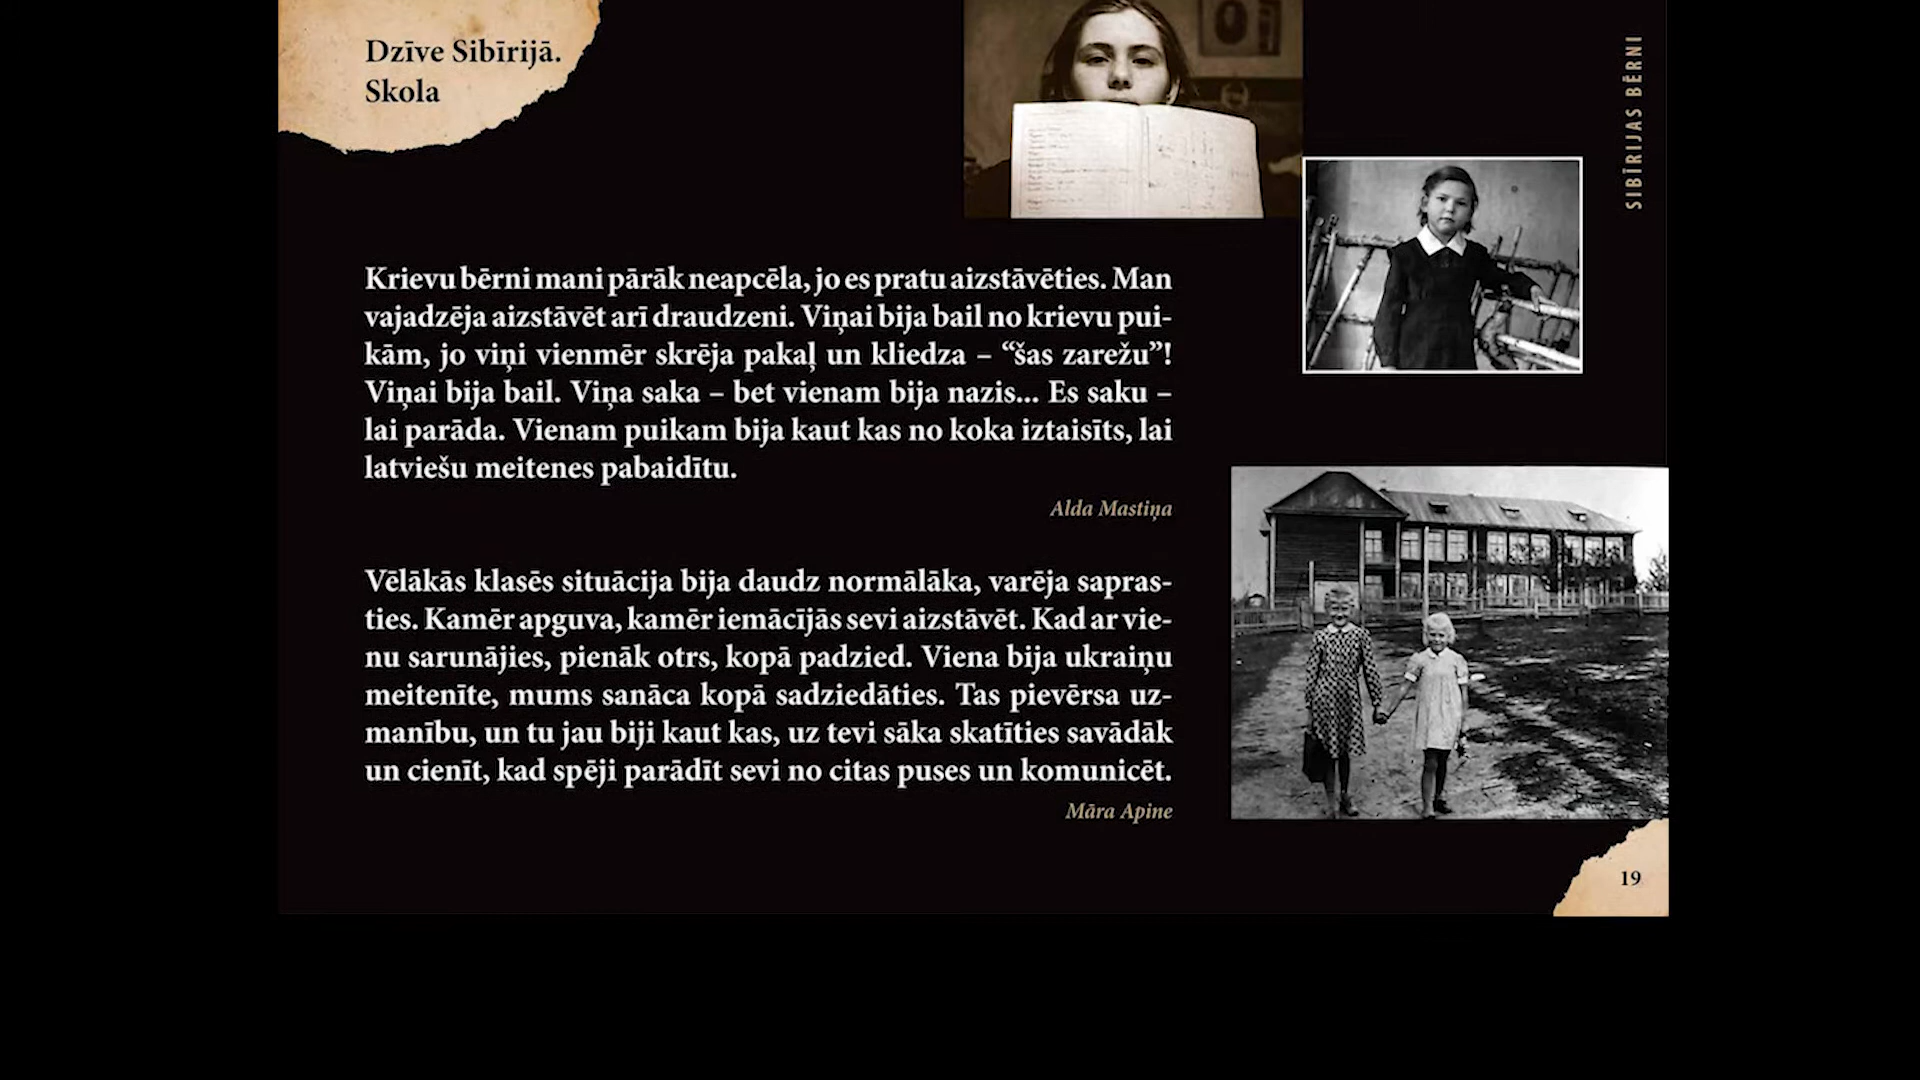 Dzīve Sibīrijā.
Skola
SIBĪRIJAS BĒRNI
Krievu bērni mani pārāk neapcēla, jo es pratu aizstāvēties. Man
vajadzēja aizstāvēt arī draudzeni. Viņai bija bail no krievu pui-
kām, jo viņi vienmēr skrēja pakaļ un kliedza – “šas zarežu”!
Viņai bija bail. Viņa saka – bet vienam bija nazis... Es saku –
lai parāda. Vienam puikam bija kaut kas no koka iztaisīts, lai
latviešu meitenes pabaidītu.
Alda Mastiņa
Vēlākās klasēs situācija bija daudz normālāka, varēja sapras-
ties. Kamēr apguva, kamēr iemācījās sevi aizstāvēt. Kad ar vie-
nu sarunājies, pienāk otrs, kopā padzied. Viena bija ukraiņu
meitenīte, mums sanāca kopā sadziedāties. Tas pievērsa uz-
manību, un tu jau biji kaut kas, uz tevi sāka skatīties savādāk
un cienīt, kad spēji parādīt sevi no citas puses un komunicēt.
Māra Apine
19